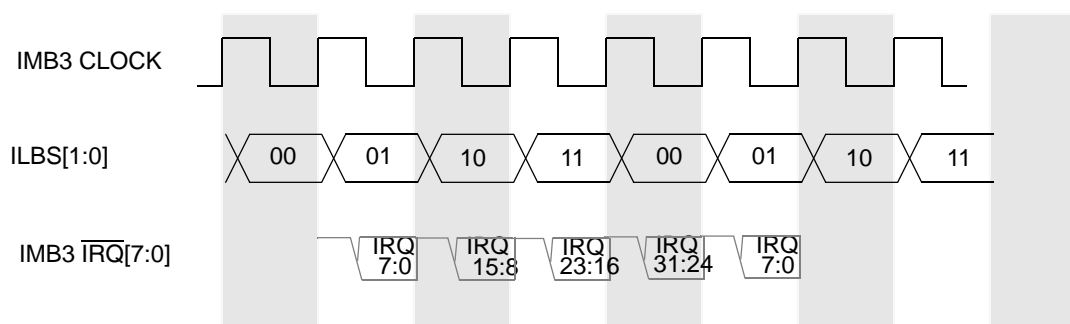 IMB3 CLOCK
ILBS[1:0] 00 01 10 11 00 01 10 11
IMB3 IRQ[7:0] IRQ 7:0 IRQ 15:8 IRQ 23:16 IRQ 31:24 IRQ 7:0